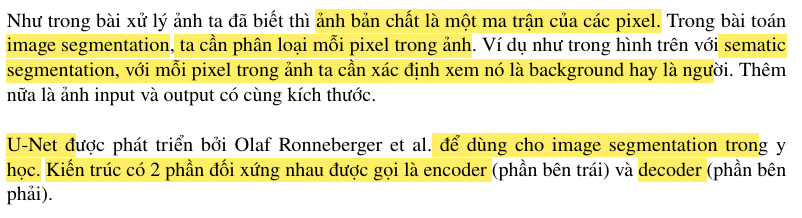 Như trong bài xử lý ảnh ta đã biết thì ảnh bản chất là một ma trận của các pixel. Trong bài toán
image segmentation, ta cần phân loại mỗi pixel trong ảnh. Ví dụ như trong hình trên với sematic
segmentation, với mỗi pixel trong ảnh ta cần xác định xem nó là background hay là người. Thêm
nữa là ảnh input và output có cùng kích thước.
U-Net được phát triển bởi Olaf Ronneberger et al. để dùng cho image segmentation trong y
học. Kiến trúc có 2 phần đối xứng nhau được gọi là encoder (phần bên trái) và decoder (phần bên
phải).